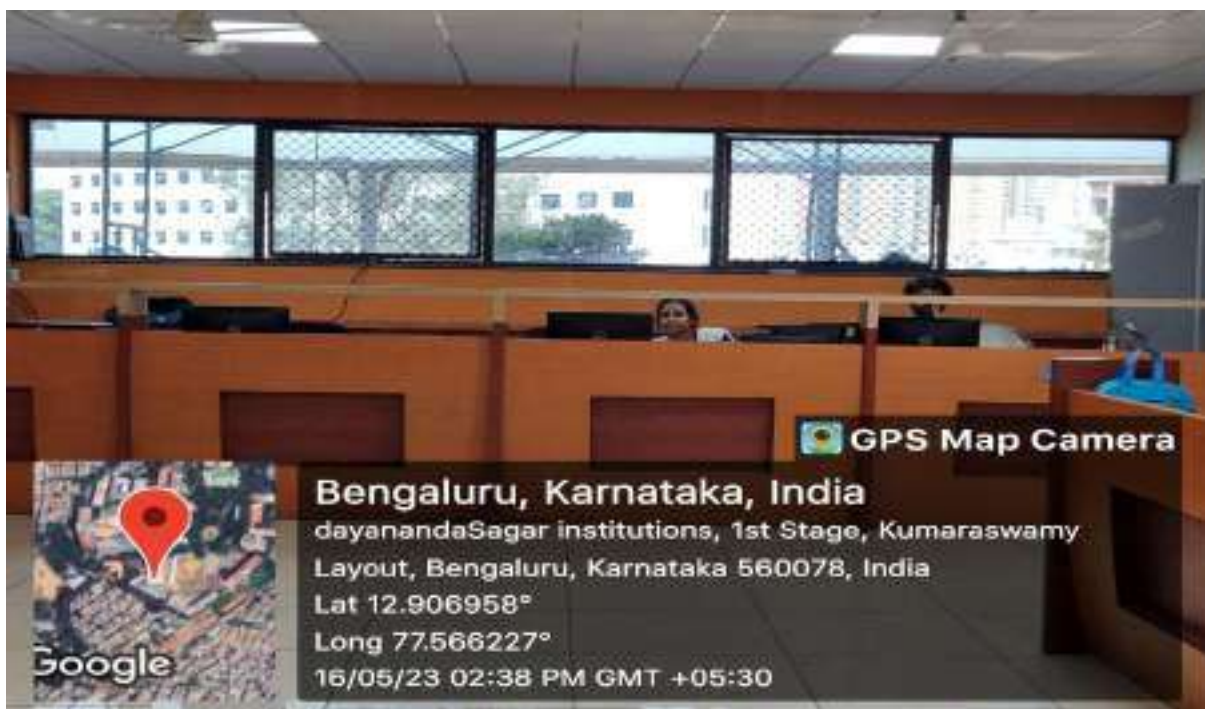 GPS Map Camera
Bengaluru, Karnataka, India
dayanandaSagar institutions, 1st Stage, Kumaraswamy
Layout, Bengaluru, Karnataka 560078, India
Lat 12.906958°
Long 77.566227°
16/05/23 02:38 PM GMT +05:30
Google